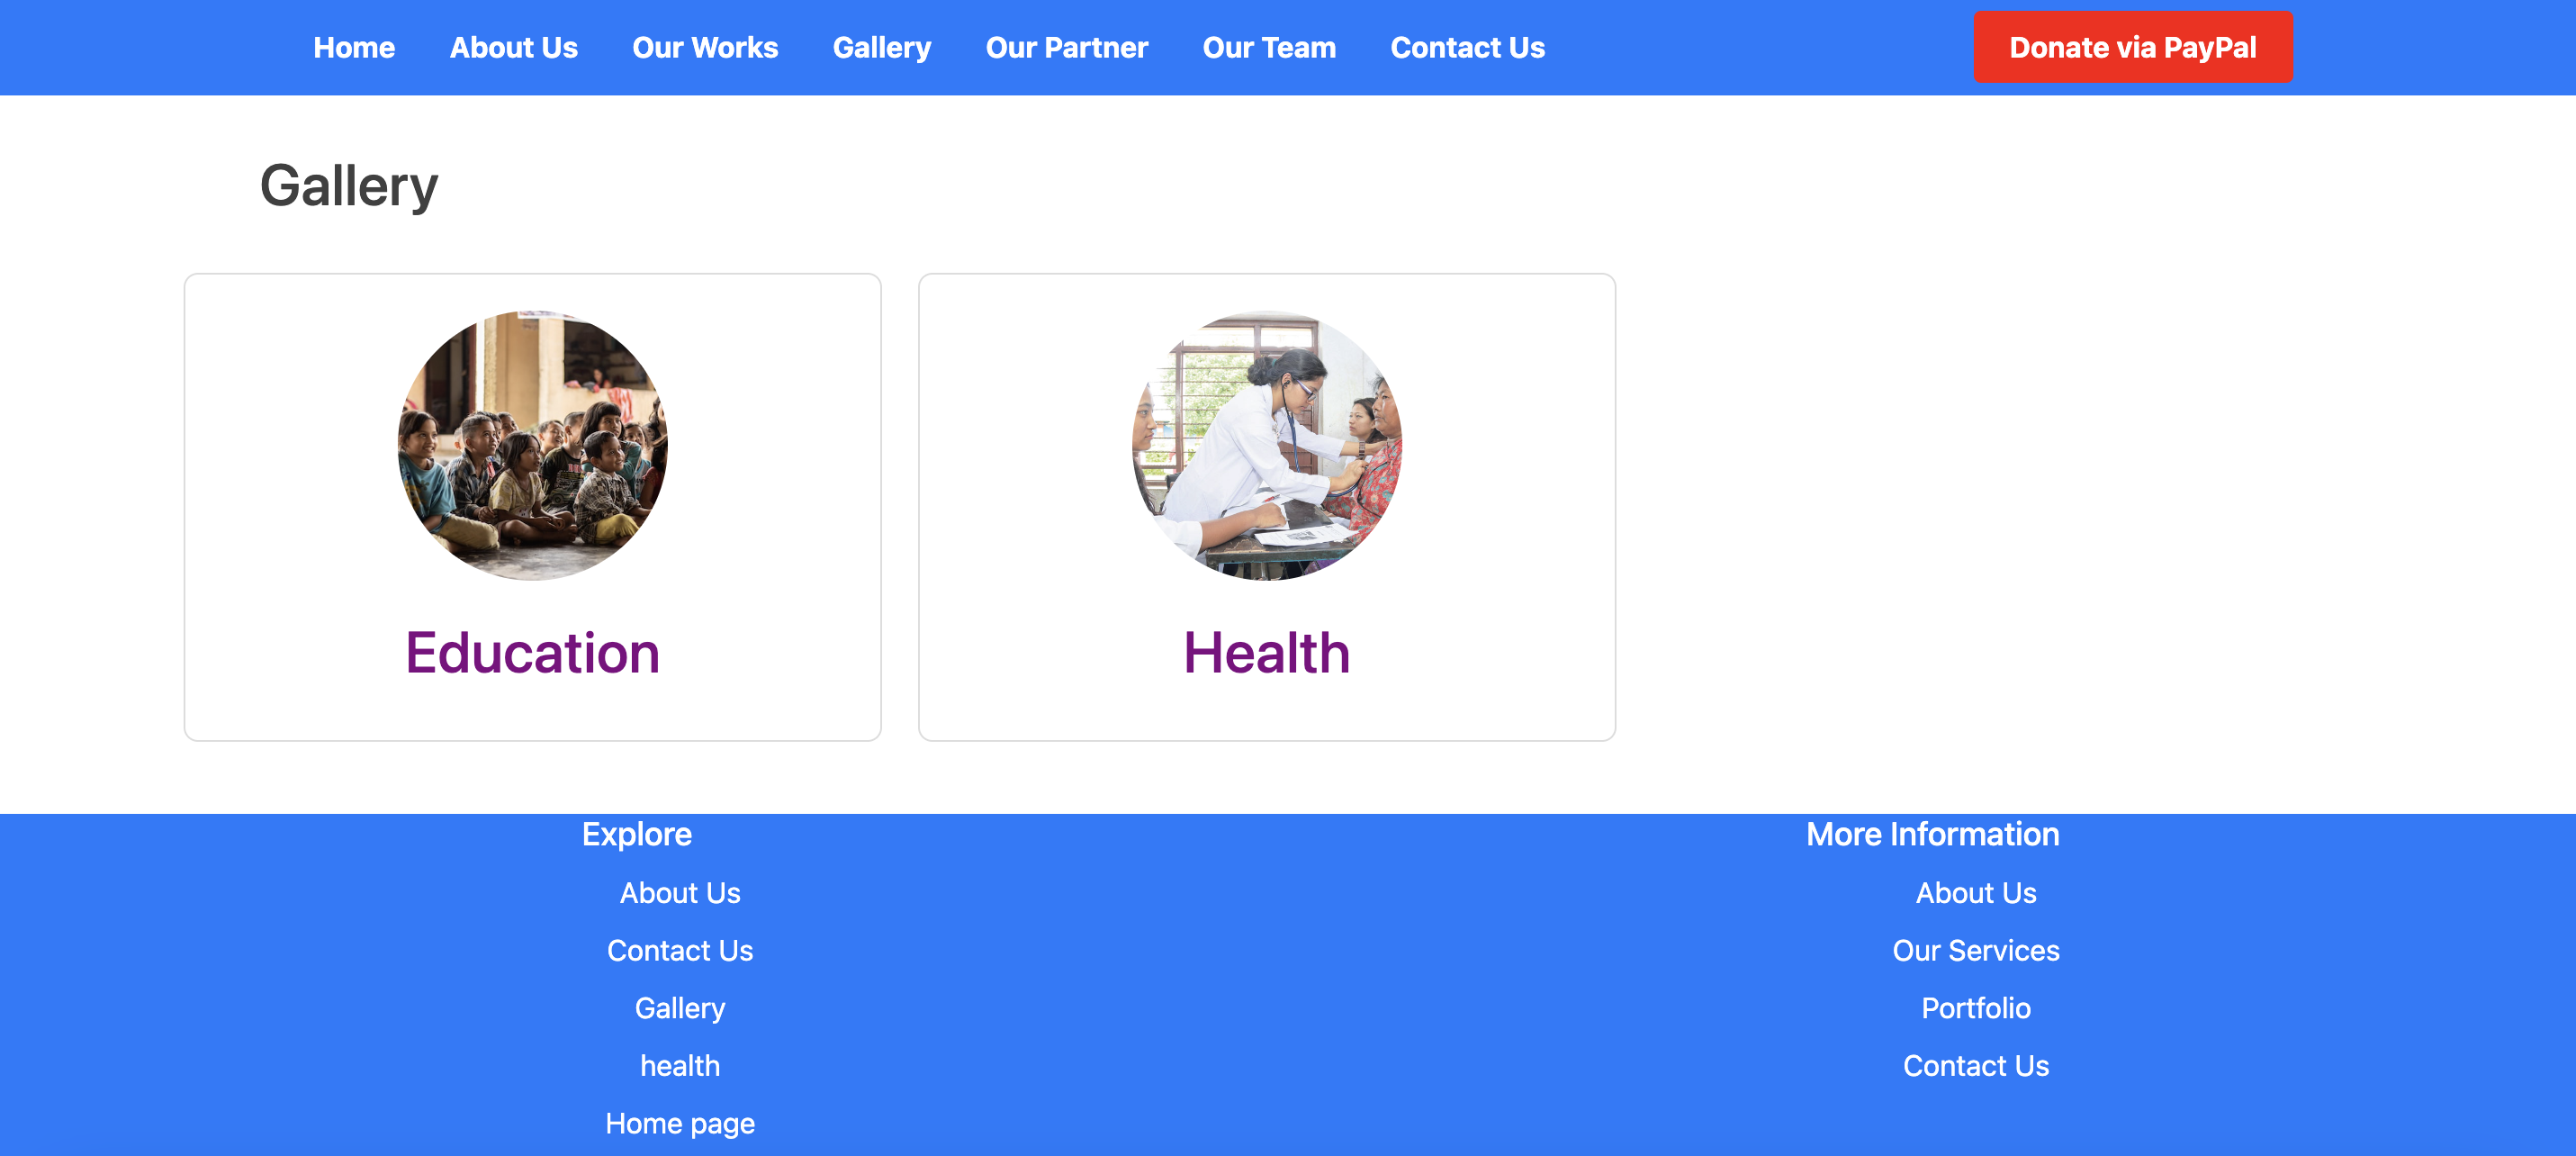 Home About Us Our Works Gallery Our Partner Our Team Contact Us Donate via PayPal
Gallery
Education
Health
Explore
About Us
Contact Us
Gallery
health
Home page
More Information
About Us
Our Services
Portfolio
Contact Us